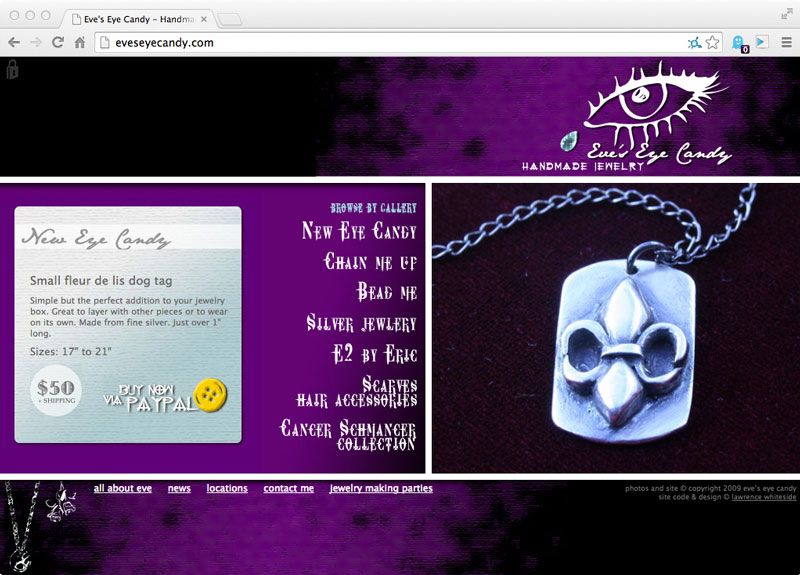 Eve's Eye Candy – Handma
eveseyecandy.com
0
Eve's Eye Candy
HANDMADE JEWELRY
New Eye Candy
Small fleur de lis dog tag
Simple but the perfect addition to your jewelry
box. Great to layer with other pieces or to wear
on its own. Made from fine silver. Just over 1"
long.
Sizes: 17" to 21"
$50
+ SHIPPING
BUY NOW
VIA PAYPAL
BROWSE BY GALLERY
New Eye Candy
Chain me up
Bead me
Silver jewlery
E2 by Eric
Scarves
hair accessories
Cancer Schmancer
collection
all about eve news locations contact me jewelry making parties
photos and site © copyright 2009 eve's eye candy
site code & design © lawrence whiteside